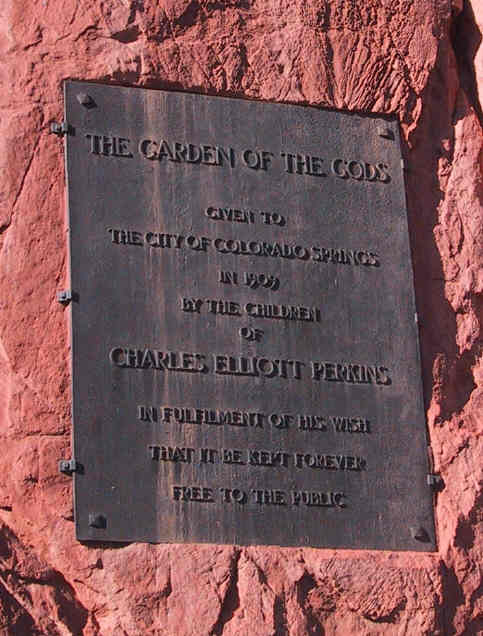 THE GARDEN OF THE GODS
GIVEN TO
THE CITY OF COLORADO SPRINGS
IN 1909
BY THE CHILDREN
OF
CHARLES ELLIOTT PERKINS
IN FULFILMENT OF HIS WISH
THAT IT BE KEPT FOREVER
FREE TO THE PUBLIC